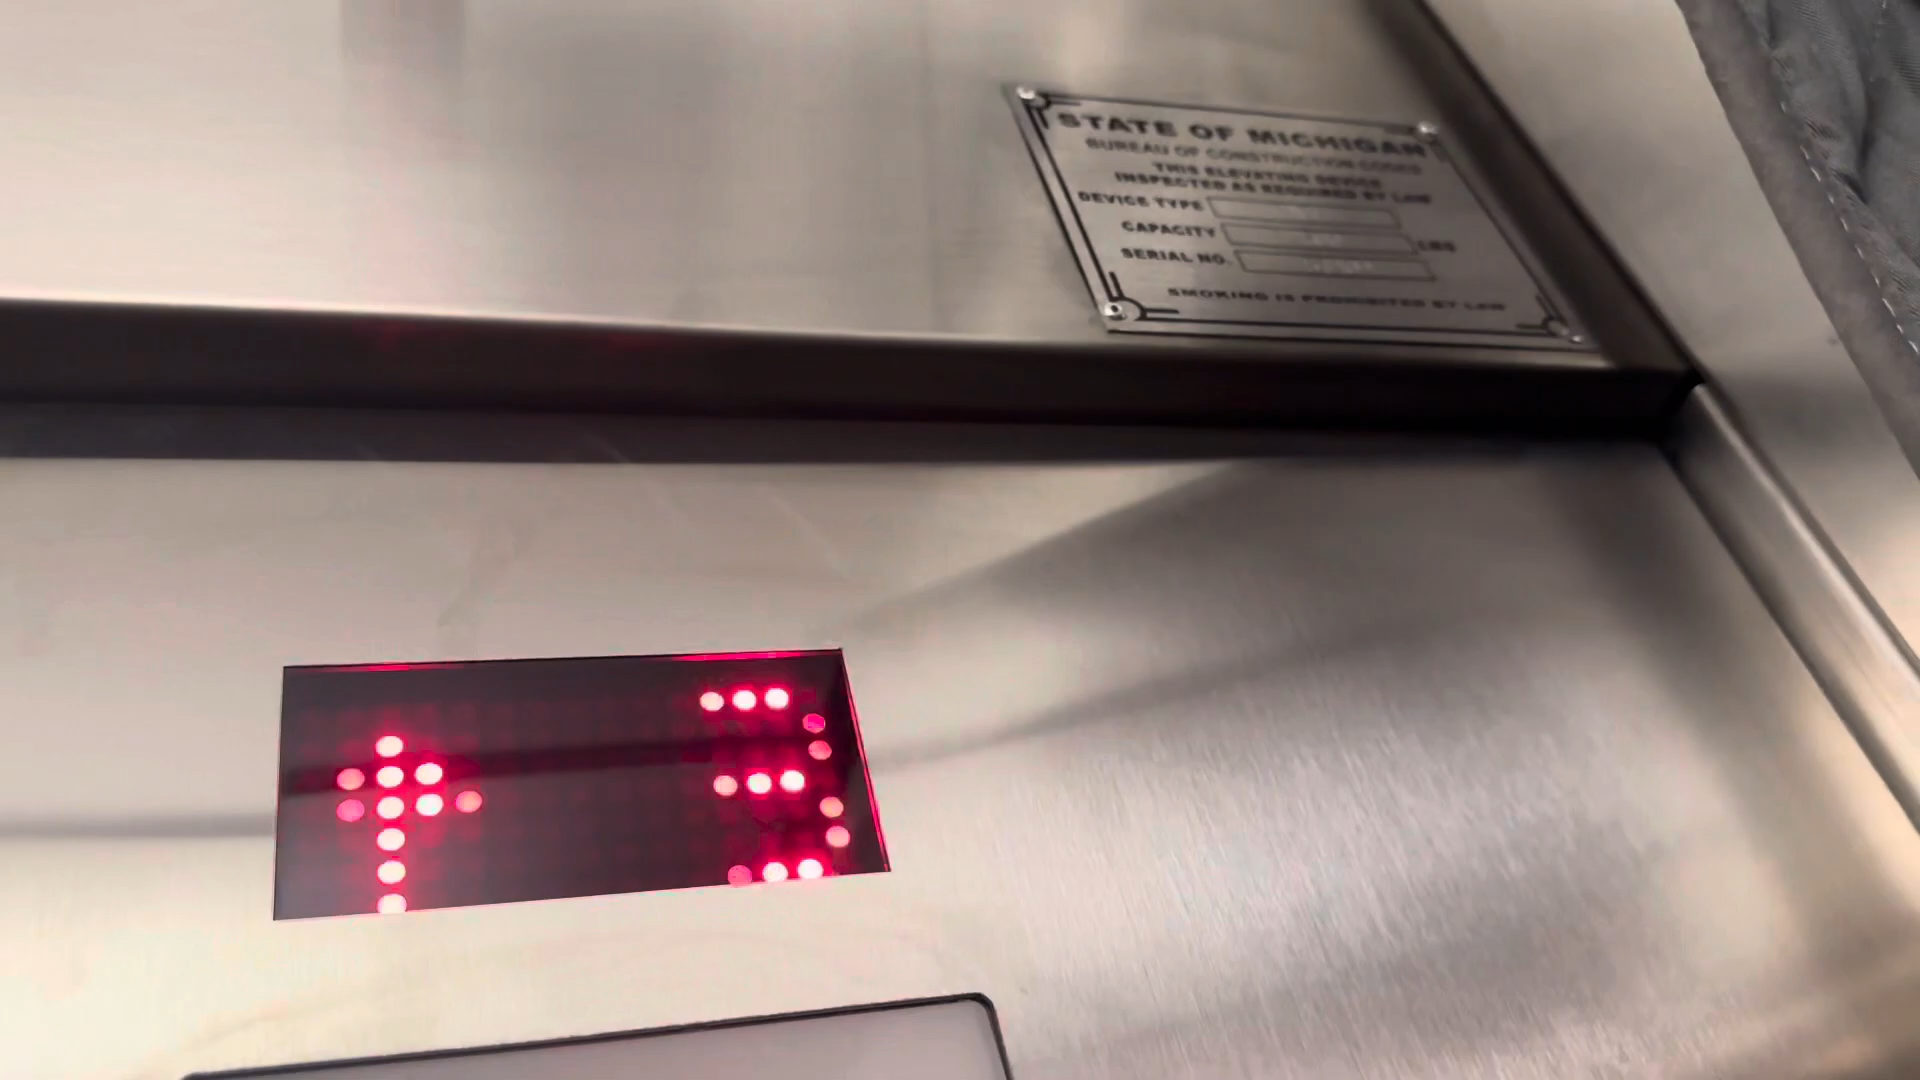 STATE OF MICHIGAN
BUREAU OF CONSTRUCTION CODES
THIS ELEVATING DEVICE
INSPECTED AS REQUIRED BY LAW
DEVICE TYPE
CAPACITY LBS
SERIAL NO.
SMOKING IS PROHIBITED BY LAW
3